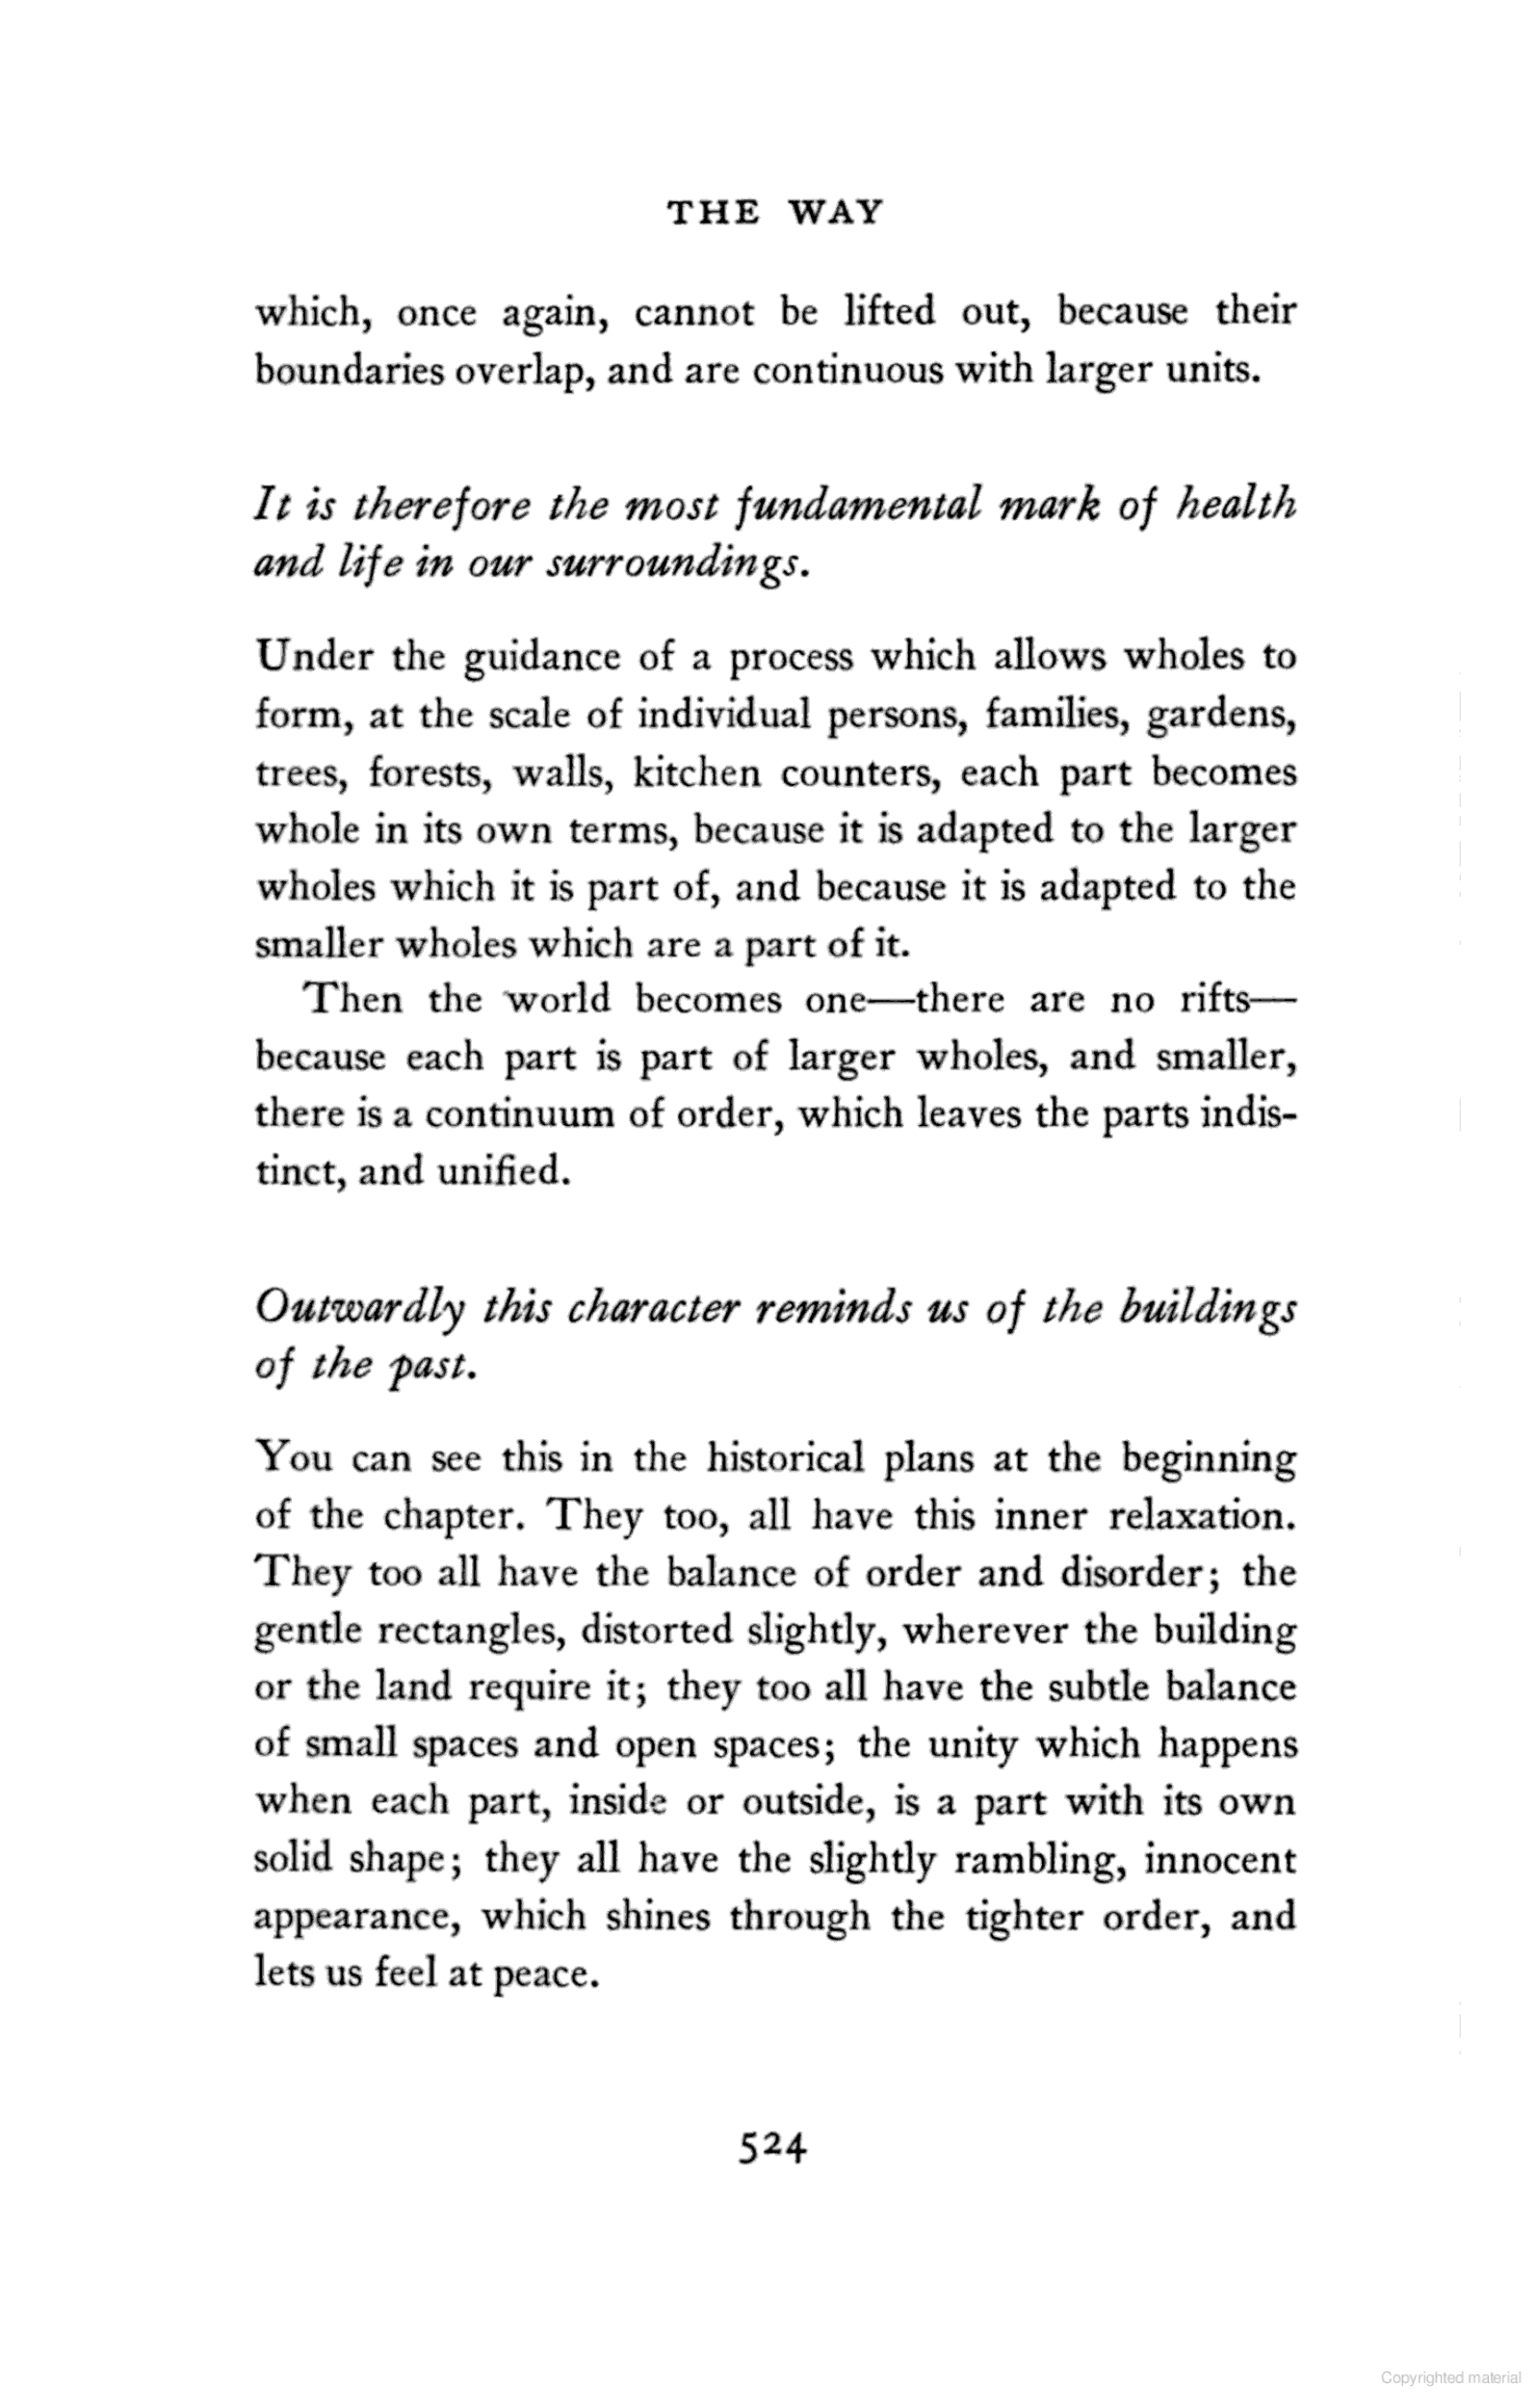 THE WAY
which, once again, cannot be lifted out, because their
boundaries overlap, and are continuous with larger units.
It is therefore the most fundamental mark of health
and life in our surroundings.
Under the guidance of a process which allows wholes to
form, at the scale of individual persons, families, gardens,
trees, forests, walls, kitchen counters, each part becomes
whole in its own terms, because it is adapted to the larger
wholes which it is part of, and because it is adapted to the
smaller wholes which are a part of it.
Then the world becomes one—there are no rifts—
because each part is part of larger wholes, and smaller,
there is a continuum of order, which leaves the parts indis-
tinct, and unified.
Outwardly this character reminds us of the buildings
of the past.
You can see this in the historical plans at the beginning
of the chapter. They too, all have this inner relaxation.
They too all have the balance of order and disorder; the
gentle rectangles, distorted slightly, wherever the building
or the land require it; they too all have the subtle balance
of small spaces and open spaces; the unity which happens
when each part, inside or outside, is a part with its own
solid shape; they all have the slightly rambling, innocent
appearance, which shines through the tighter order, and
lets us feel at peace.
524
Copyrighted material